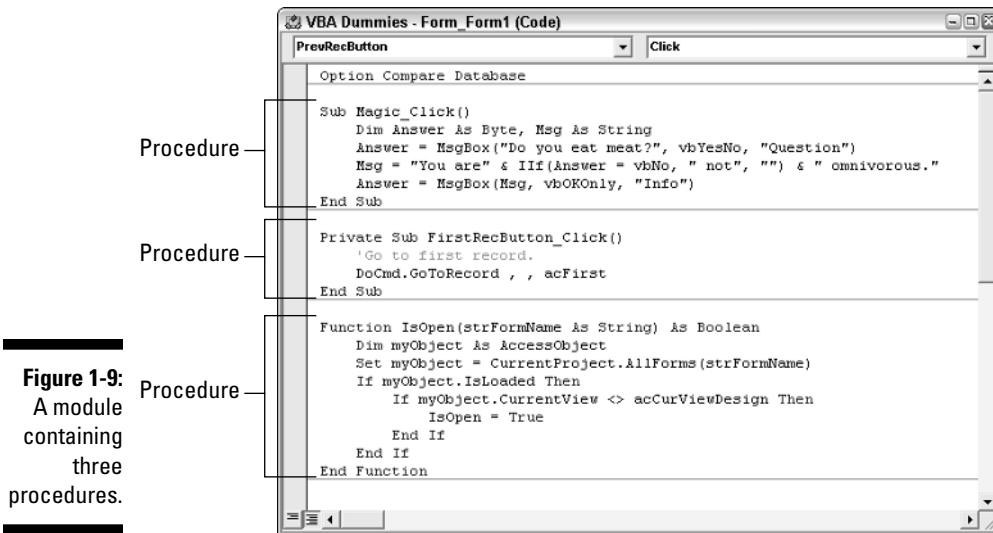 VBA Dummies - Form_Form1 (Code)
PrevRecButton
Click
Option Compare Database
Procedure
Sub Magic_Click()
Dim Answer As Byte, Msg As String
Answer = MsgBox("Do you eat meat?", vbYesNo, "Question")
Msg = "You are" & IIf(Answer = vbNo, " not", "") & " omnivorous."
Answer = MsgBox(Msg, vbOKOnly, "Info")
End Sub
Procedure
Private Sub FirstRecButton_Click()
'Go to first record.
DoCmd.GoToRecord , , acFirst
End Sub
Procedure
Function IsOpen(strFormName As String) As Boolean
Dim myObject As AccessObject
Set myObject = CurrentProject.AllForms(strFormName)
If myObject.IsLoaded Then
If myObject.CurrentView <> acCurViewDesign Then
IsOpen = True
End If
End If
End Function
Figure 1-9:
A module
containing
three
procedures.